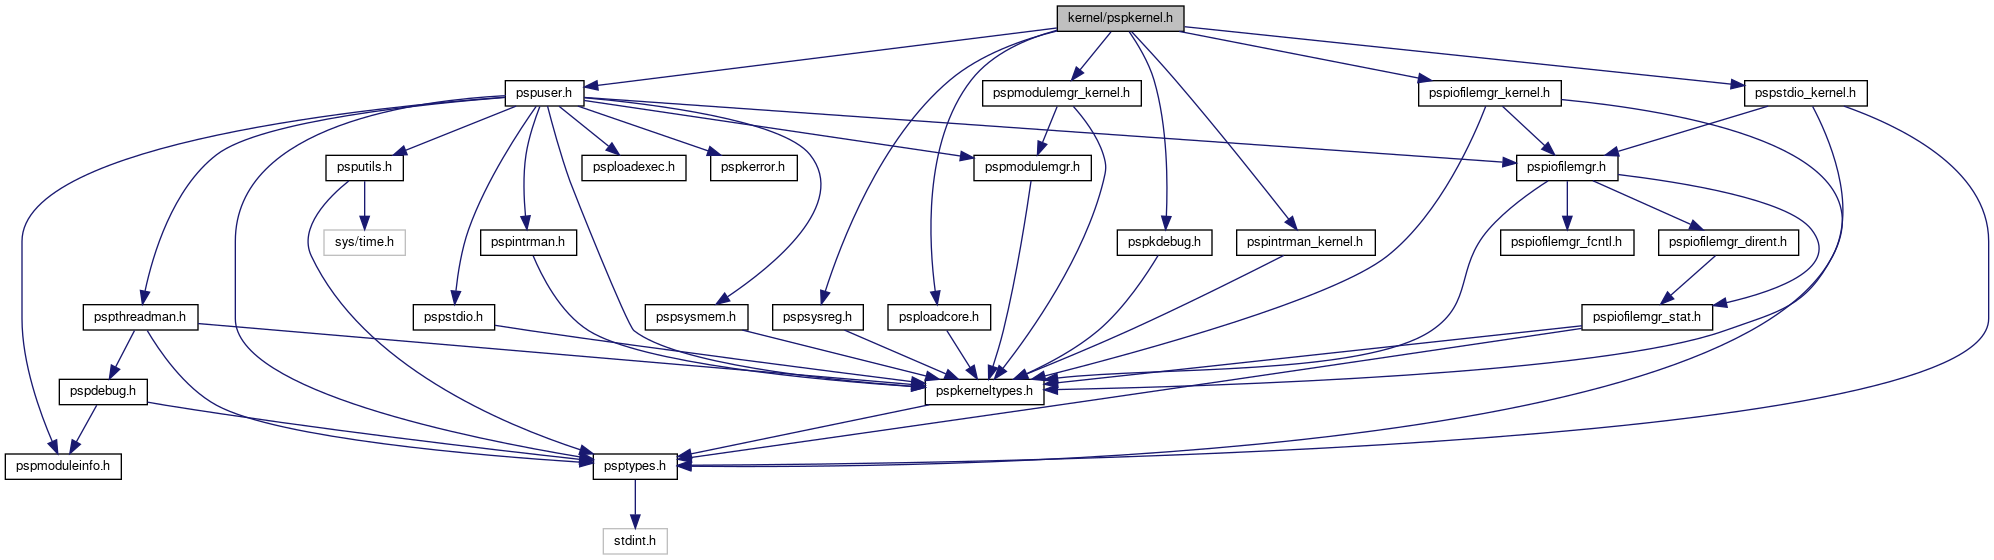 kernel/pspkernel.h
pspuser.h
pspmodulemgr_kernel.h
pspiofilemgr_kernel.h
pspstdio_kernel.h
psputils.h
psploadexec.h
pspkerror.h
pspmodulemgr.h
pspiofilemgr.h
sys/time.h
pspintrman.h
pspkdebug.h
pspintrman_kernel.h
pspiofilemgr_fcntl.h
pspiofilemgr_dirent.h
pspthreadman.h
pspstdio.h
pspsysmem.h
pspsysreg.h
psploadcore.h
pspiofilemgr_stat.h
pspdebug.h
pspkerneltypes.h
pspmoduleinfo.h
psptypes.h
stdint.h